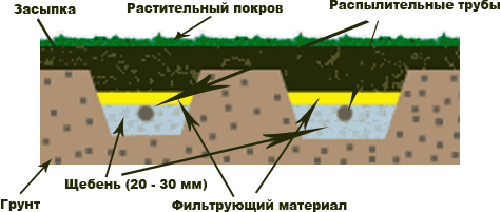 Засыпка
Растительный покров
Распылительные трубы
Щебень (20 - 30 мм)
Грунт
Фильтрующий материал